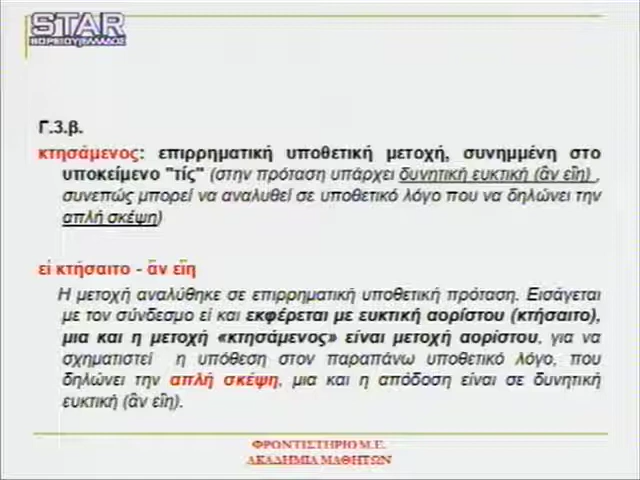 STAR
ΒΟΡΕΙΟΥ ΕΛΛΑΔΟΣ
Γ.3.β.
κτησάμενος: επιρρηματική υποθετική μετοχή, συνημμένη στο
υποκείμενο "τίς" (στην πρόταση υπάρχει δυνητική ευκτική (ἂν εἴη) ,
συνεπώς μπορεί να αναλυθεί σε υποθετικό λόγο που να δηλώνει την
απλή σκέψη)
εἰ κτήσαιτο - ἂν εἴη
Η μετοχή αναλύθηκε σε επιρρηματική υποθετική πρόταση. Εισάγεται
με τον σύνδεσμο εἰ και εκφέρεται με ευκτική αορίστου (κτήσαιτο),
μια και η μετοχή «κτησάμενος» είναι μετοχή αορίστου, για να
σχηματιστεί η υπόθεση στον παραπάνω υποθετικό λόγο, που
δηλώνει την απλή σκέψη, μια και η απόδοση είναι σε δυνητική
ευκτική (ἂν εἴη).
ΦΡΟΝΤΙΣΤΗΡΙΟ Μ.Ε.
ΑΚΑΔΗΜΙΑ ΜΑΘΗΤΩΝ